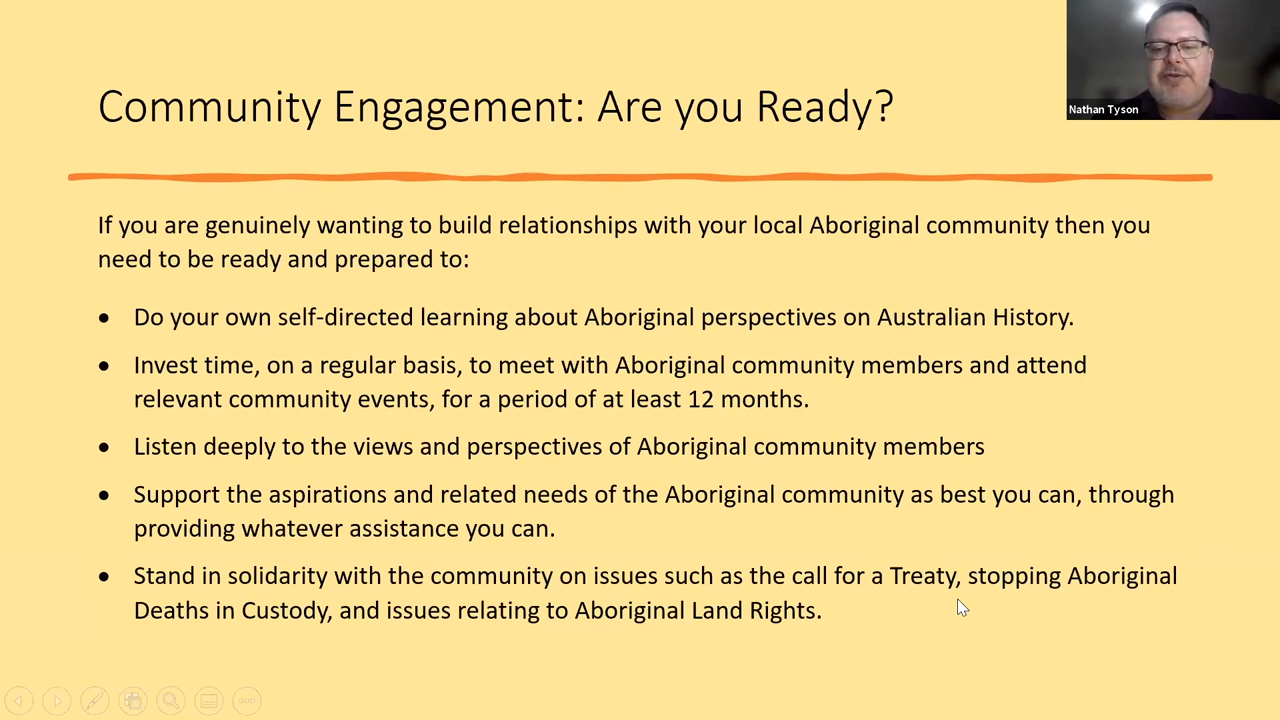 Nathan Tyson
Community Engagement: Are you Ready?
If you are genuinely wanting to build relationships with your local Aboriginal community then you
need to be ready and prepared to:
• Do your own self-directed learning about Aboriginal perspectives on Australian History.
• Invest time, on a regular basis, to meet with Aboriginal community members and attend
relevant community events, for a period of at least 12 months.
• Listen deeply to the views and perspectives of Aboriginal community members
• Support the aspirations and related needs of the Aboriginal community as best you can, through
providing whatever assistance you can.
• Stand in solidarity with the community on issues such as the call for a Treaty, stopping Aboriginal
Deaths in Custody, and issues relating to Aboriginal Land Rights.